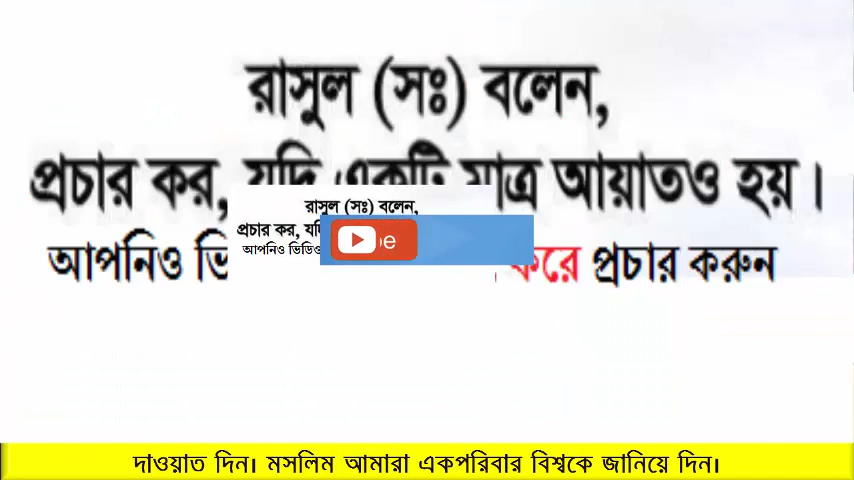 রাসুল (সঃ) বলেন,
প্রচার কর, যদি একটি মাত্র আয়াতও হয়।
রাসুল (সঃ) বলেন,
প্রচার কর, যদি
আপনিও ভিডিও
be
আপনিও ভি করে প্রচার করুন
দাওয়াত দিন। মসলিম আমারা একপরিবার বিশ্বকে জানিয়ে দিন।